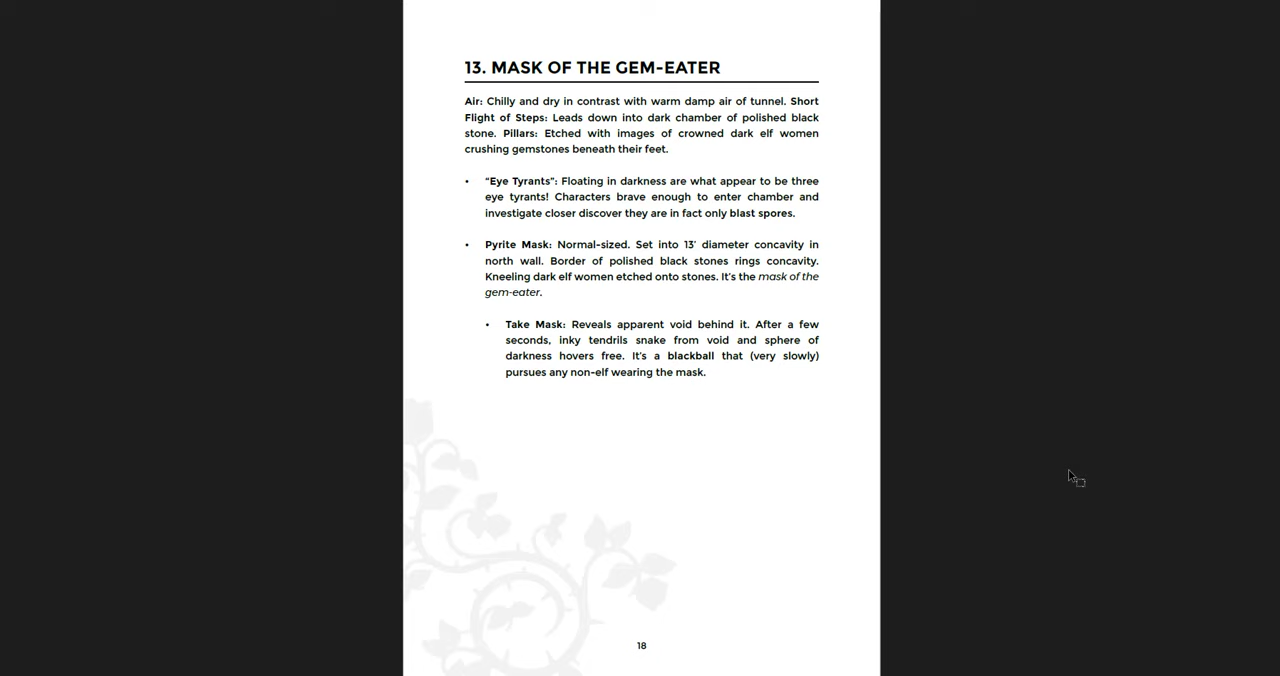 13. MASK OF THE GEM-EATER
Air: Chilly and dry in contrast with warm damp air of tunnel. Short
Flight of Steps: Leads down into dark chamber of polished black
stone. Pillars: Etched with images of crowned dark elf women
crushing gemstones beneath their feet.
• “Eye Tyrants”: Floating in darkness are what appear to be three
eye tyrants! Characters brave enough to enter chamber and
investigate closer discover they are in fact only blast spores.
• Pyrite Mask: Normal-sized. Set into 13’ diameter concavity in
north wall. Border of polished black stones rings concavity.
Kneeling dark elf women etched onto stones. It’s the mask of the
gem-eater.
• Take Mask: Reveals apparent void behind it. After a few
seconds, inky tendrils snake from void and sphere of
darkness hovers free. It’s a blackball that (very slowly)
pursues any non-elf wearing the mask.
18